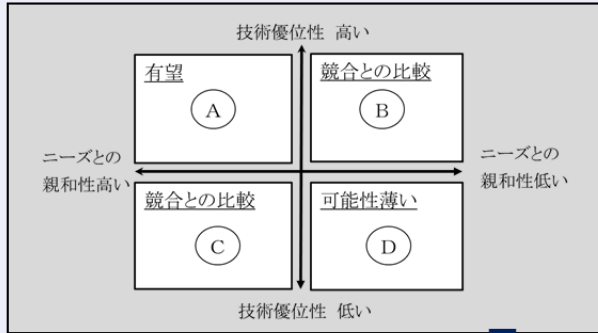 技術優位性 高い
有望
A
競合との比較
B
ニーズとの
親和性高い
ニーズとの
親和性低い
競合との比較
C
可能性薄い
D
技術優位性 低い